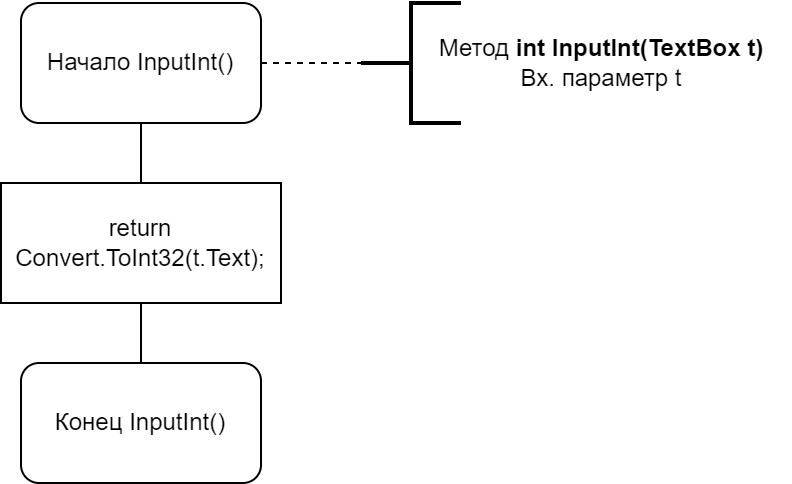 Начало InputInt()
Метод int InputInt(TextBox t)
Вх. параметр t
return
Convert.ToInt32(t.Text);
Конец InputInt()